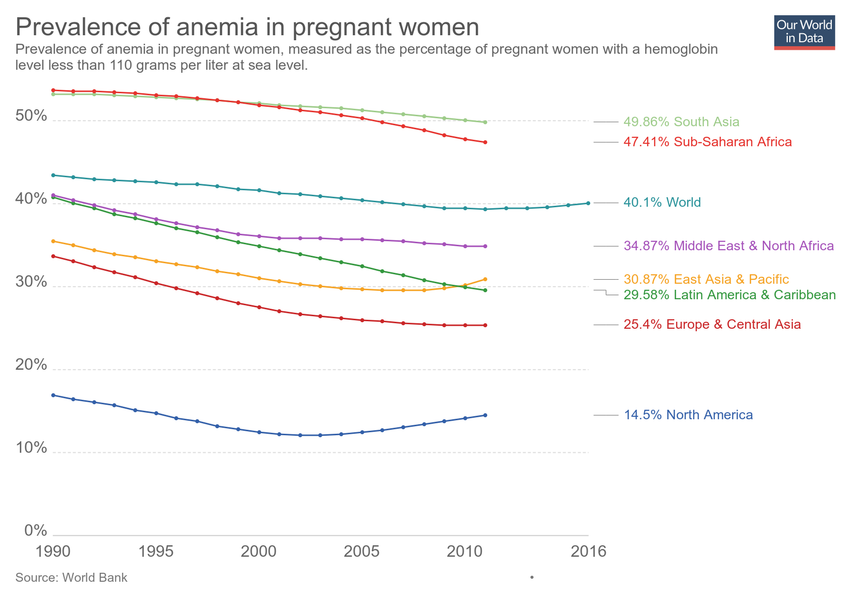 Prevalence of anemia in pregnant women
Our World
in Data
Prevalence of anemia in pregnant women, measured as the percentage of pregnant women with a hemoglobin
level less than 110 grams per liter at sea level.
50%
49.86% South Asia
47.41% Sub-Saharan Africa
40%
40.1% World
34.87% Middle East & North Africa
30%
30.87% East Asia & Pacific
29.58% Latin America & Caribbean
25.4% Europe & Central Asia
20%
14.5% North America
10%
0%
1990 1995 2000 2005 2010 2016
Source: World Bank